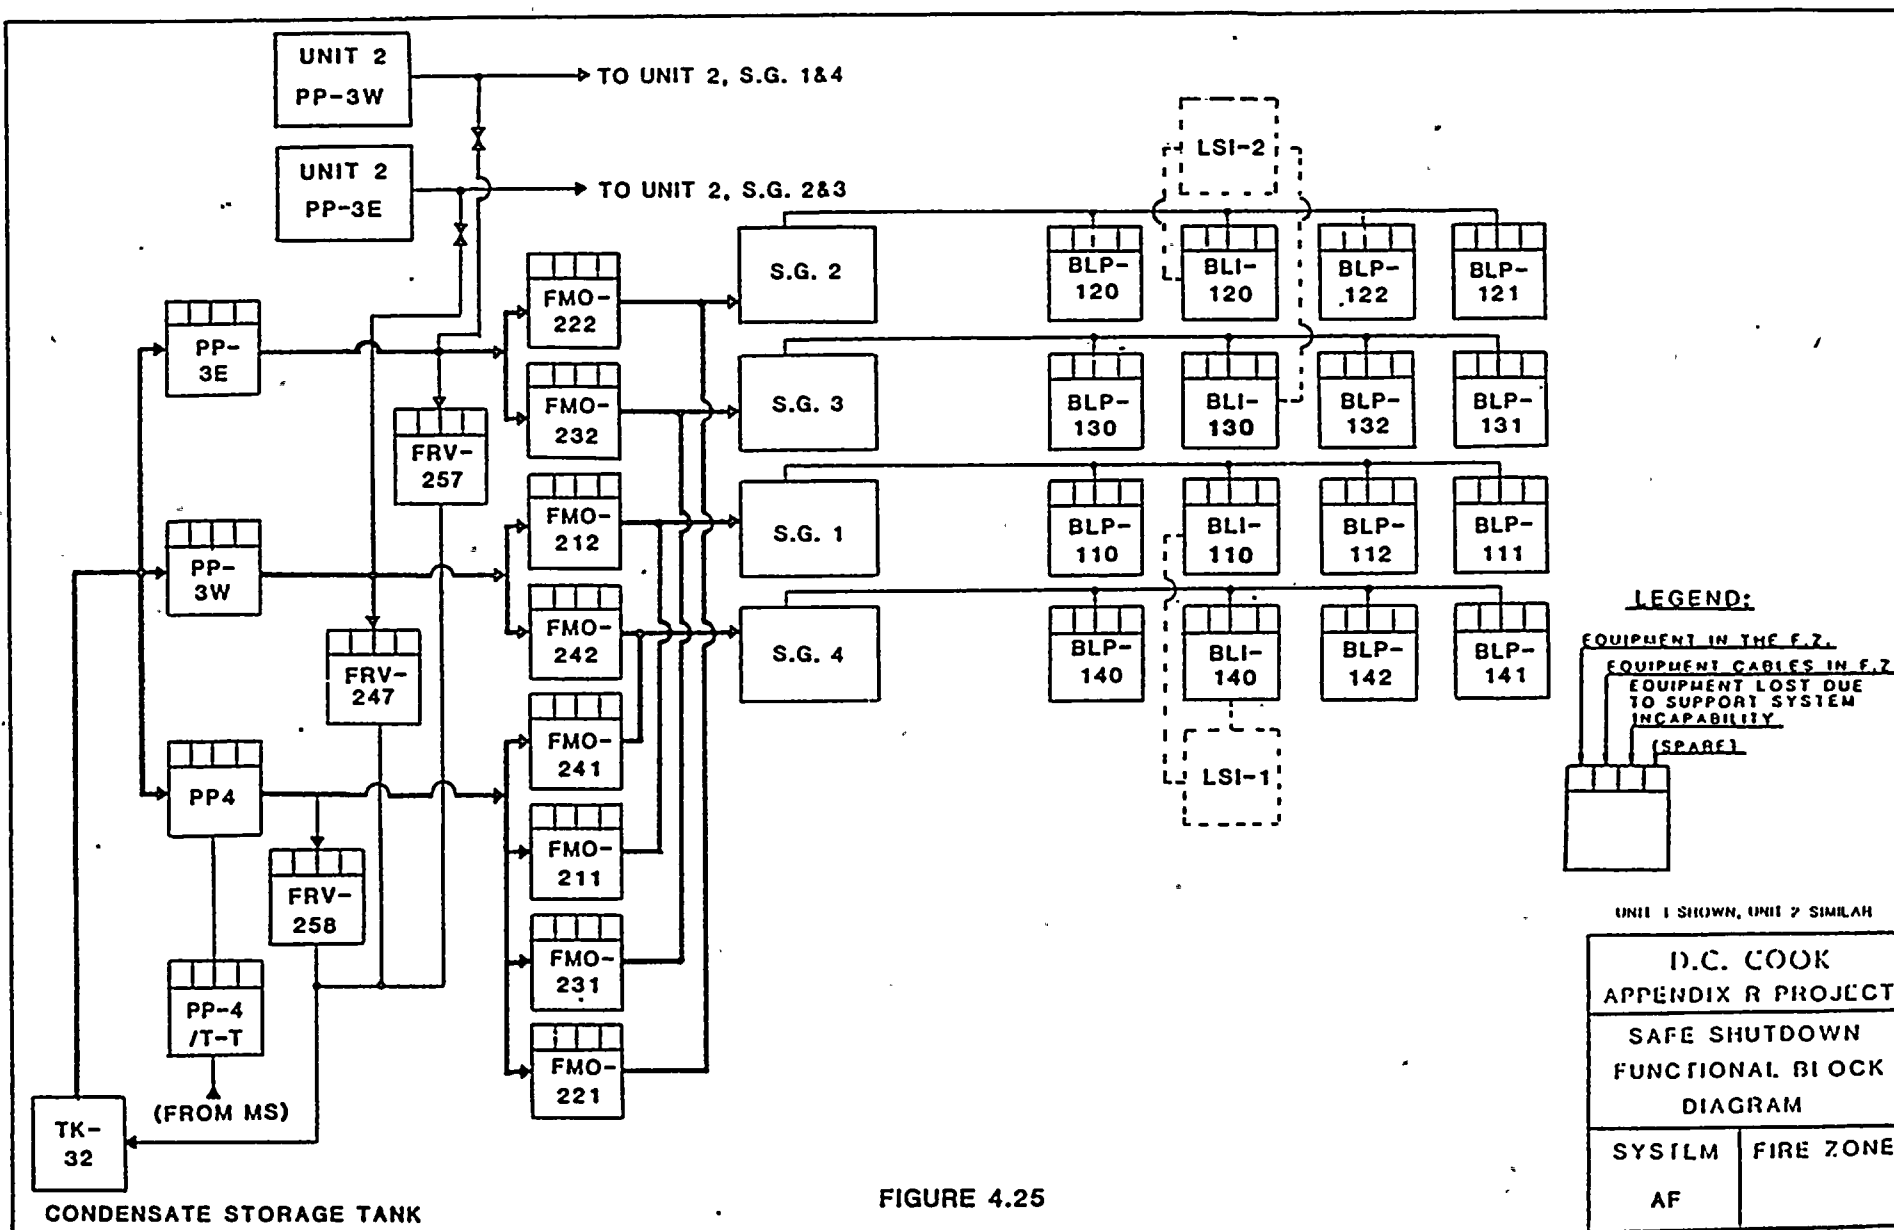 UNIT 2
PP-3W
TO UNIT 2, S.G. 1&4
UNIT 2
PP-3E
TO UNIT 2, S.G. 2&3
LSI-2
PP-
3E
FMO-
222
S.G. 2
BLP-
120
BLI-
120
BLP-
122
BLP-
121
FMO-
232
S.G. 3
BLP-
130
BLI-
130
BLP-
132
BLP-
131
FRV-
257
PP-
3W
FMO-
212
S.G. 1
BLP-
110
BLI-
110
BLP-
112
BLP-
111
FMO-
242
S.G. 4
BLP-
140
BLI-
140
BLP-
142
BLP-
141
FRV-
247
LSI-1
PP4
FMO-
241
FMO-
211
FRV-
258
FMO-
231
PP-4
/T-T
FMO-
221
(FROM MS)
TK-
32
CONDENSATE STORAGE TANK
FIGURE 4.25
LEGEND:
EQUIPMENT IN THE F.Z.
EQUIPMENT CABLES IN F.Z
EQUIPMENT LOST DUE
TO SUPPORT SYSTEM
INCAPABILITY
(SPARE)
UNIT 1 SHOWN, UNIT 2 SIMILAR
D.C. COOK
APPENDIX R PROJECT
SAFE SHUTDOWN
FUNCTIONAL BLOCK
DIAGRAM
SYSTEM
AF
FIRE ZONE